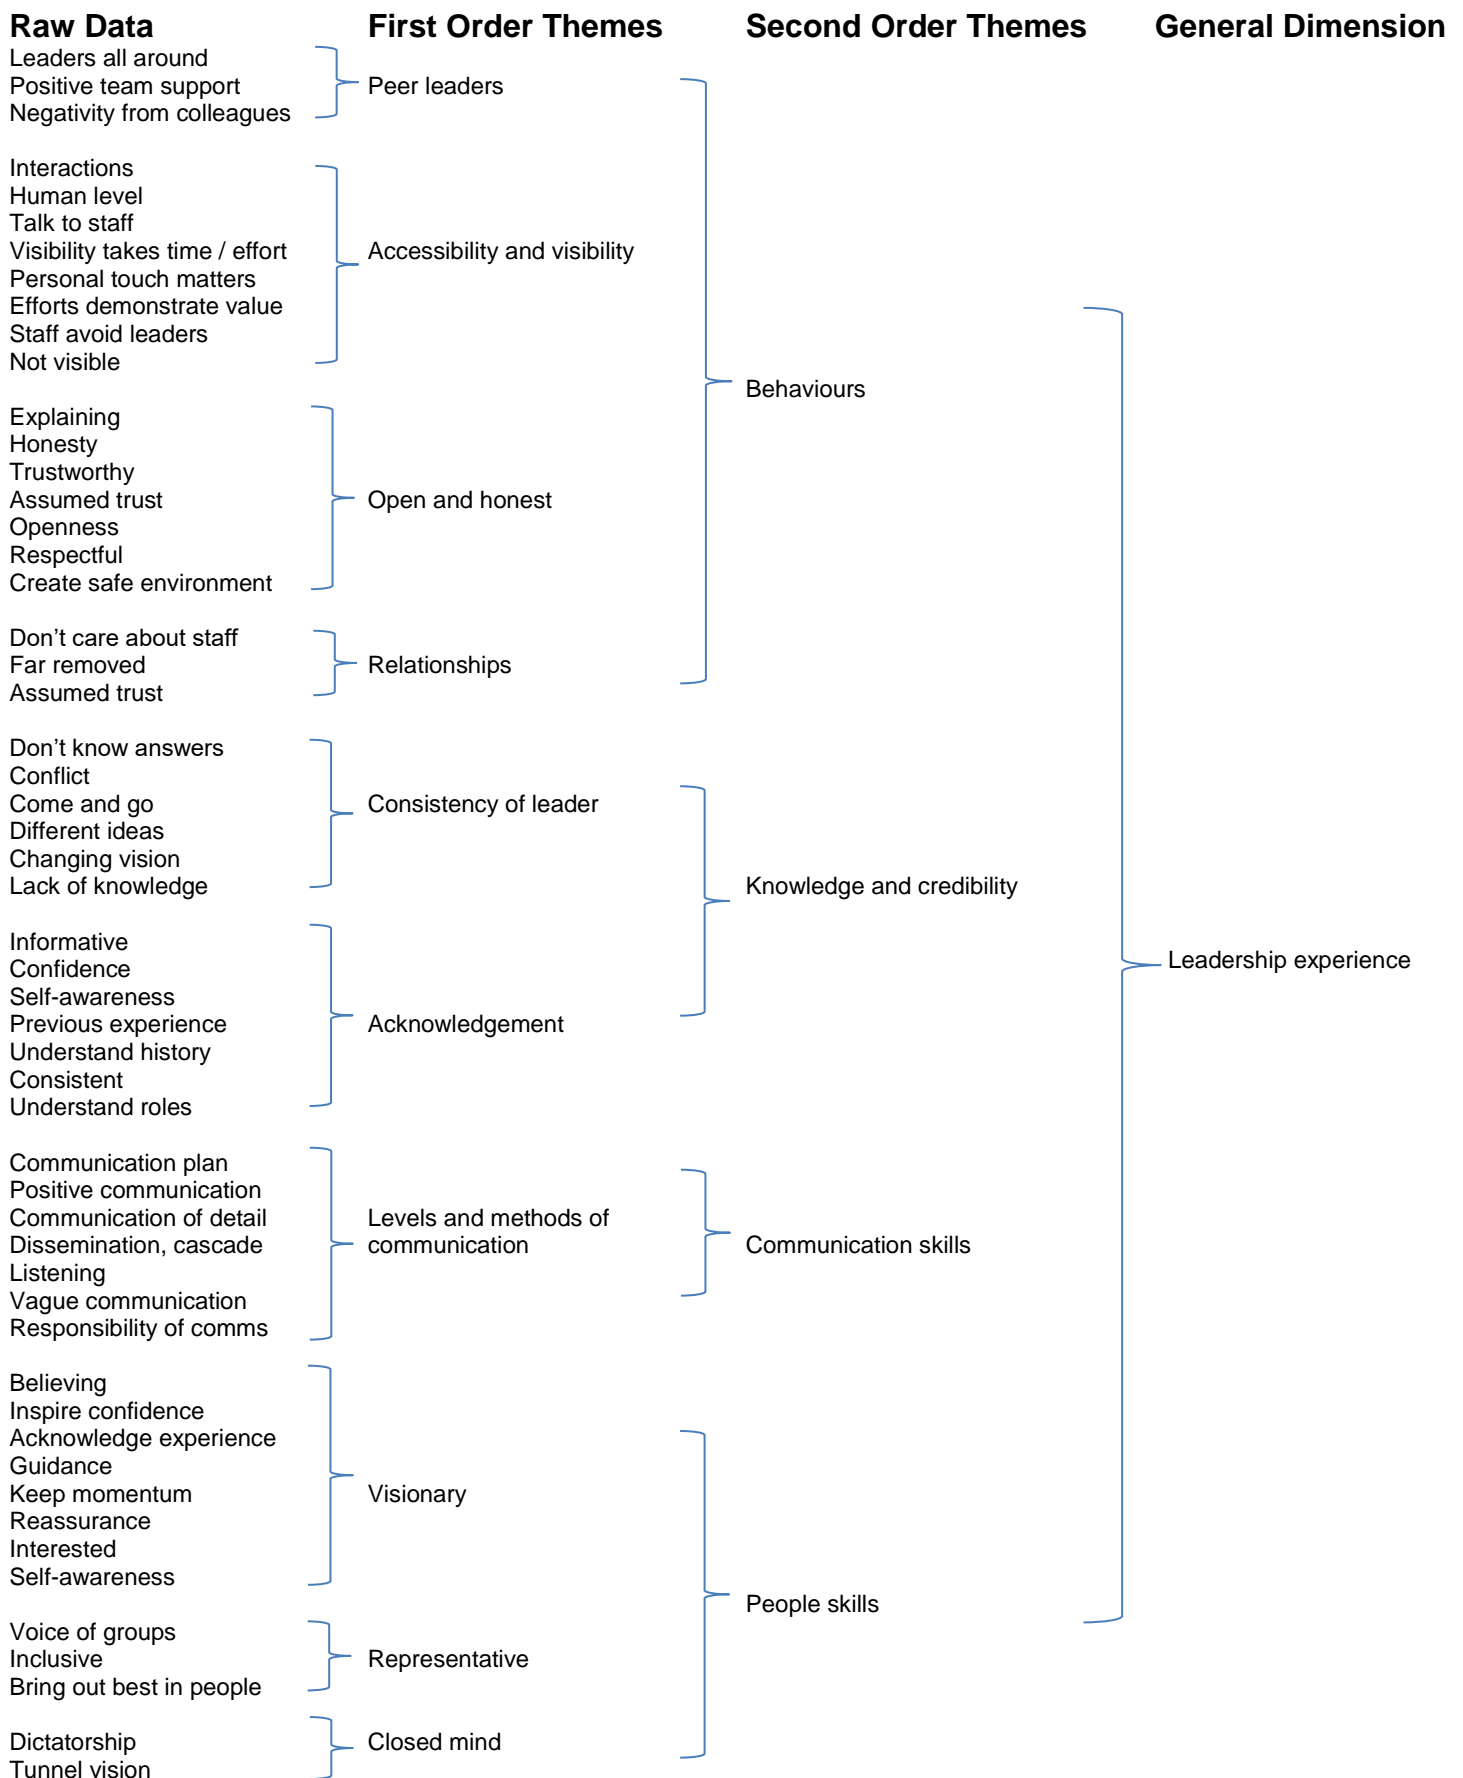 Raw Data First Order Themes Second Order Themes General Dimension
Leaders all around
Positive team support Peer leaders
Negativity from colleagues
Interactions
Human level
Talk to staff
Visibility takes time / effort Accessibility and visibility
Personal touch matters
Efforts demonstrate value
Staff avoid leaders
Not visible
Behaviours
Explaining
Honesty
Trustworthy
Assumed trust Open and honest
Openness
Respectful
Create safe environment
Don’t care about staff
Far removed Relationships
Assumed trust
Don’t know answers
Conflict
Come and go Consistency of leader
Different ideas
Changing vision
Lack of knowledge Knowledge and credibility
Informative
Leadership experience
Confidence
Self-awareness
Previous experience Acknowledgement
Understand history
Consistent
Understand roles
Communication plan
Positive communication
Communication of detail Levels and methods of
Dissemination, cascade communication Communication skills
Listening
Vague communication
Responsibility of comms
Believing
Inspire confidence
Acknowledge experience
Guidance
Keep momentum Visionary
Reassurance
Interested
Self-awareness
People skills
Voice of groups
Inclusive Representative
Bring out best in people
Dictatorship Closed mind
Tunnel vision